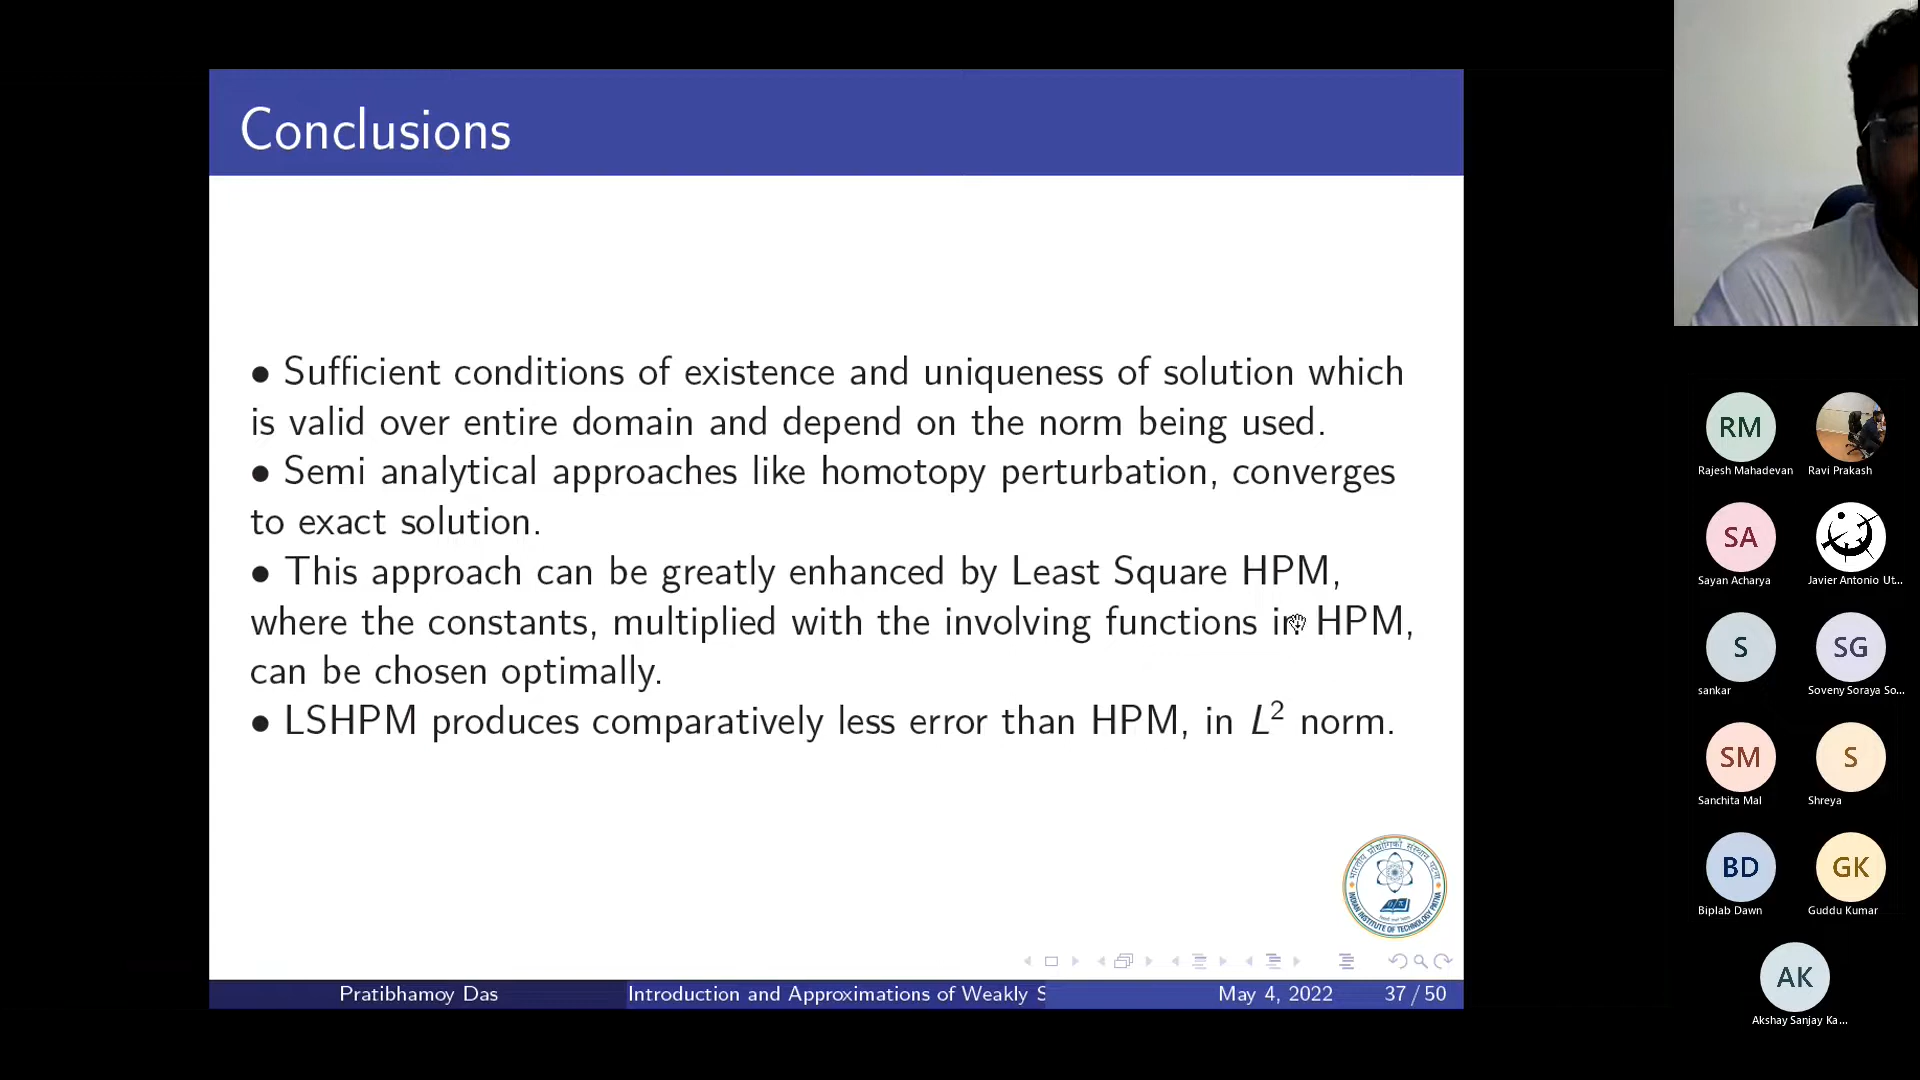 Conclusions
• Sufficient conditions of existence and uniqueness of solution which
is valid over entire domain and depend on the norm being used.
• Semi analytical approaches like homotopy perturbation, converges
to exact solution.
• This approach can be greatly enhanced by Least Square HPM,
where the constants, multiplied with the involving functions in HPM,
can be chosen optimally.
• LSHPM produces comparatively less error than HPM, in L² norm.
INDIAN INSTITUTE OF TECHNOLOGY PATNA
Pratibhamoy Das
Introduction and Approximations of Weakly S
May 4, 2022
37 / 50
RM
Rajesh Mahadevan
Ravi Prakash
SA
Sayan Acharya
Javier Antonio Ut...
S
sankar
SG
Soveny Soraya So...
SM
Sanchita Mal
S
Shreya
BD
Biplab Dawn
GK
Guddu Kumar
AK
Akshay Sanjay Ka...